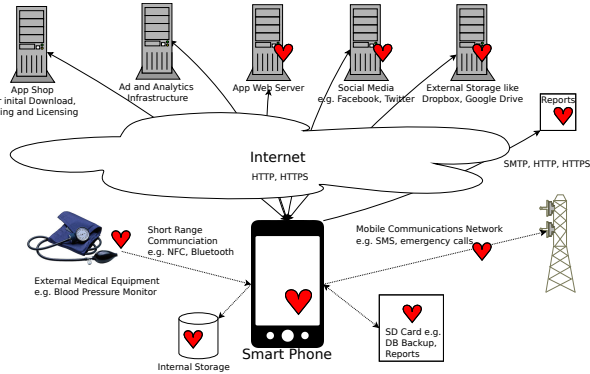 App Shop
r inital Download,
ing and Licensing
Ad and Analytics
Infrastructure
App Web Server
Social Media
e.g. Facebook, Twitter
External Storage like
Dropbox, Google Drive
Reports
SMTP, HTTP, HTTPS
Internet
HTTP, HTTPS
Short Range
Communciation
e.g. NFC, Bluetooth
Mobile Communications Network
e.g. SMS, emergency calls
External Medical Equipment
e.g. Blood Pressure Monitor
SD Card e.g.
DB Backup,
Reports
Smart Phone
Internal Storage